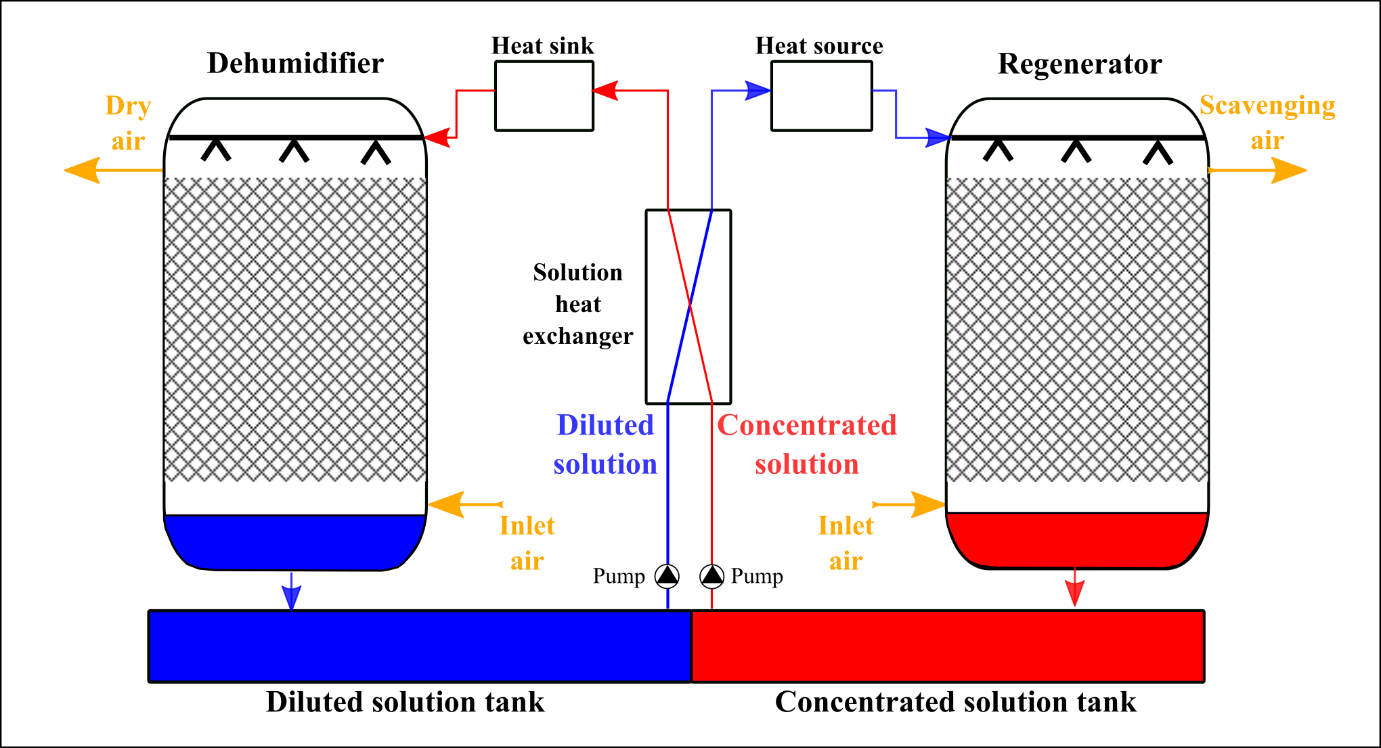 Heat sink
Heat source
Dehumidifier
Regenerator
Dry
air
Scavenging
air
Solution
heat
exchanger
Diluted
solution
Concentrated
solution
Inlet
air
Inlet
air
Pump
Pump
Diluted solution tank
Concentrated solution tank